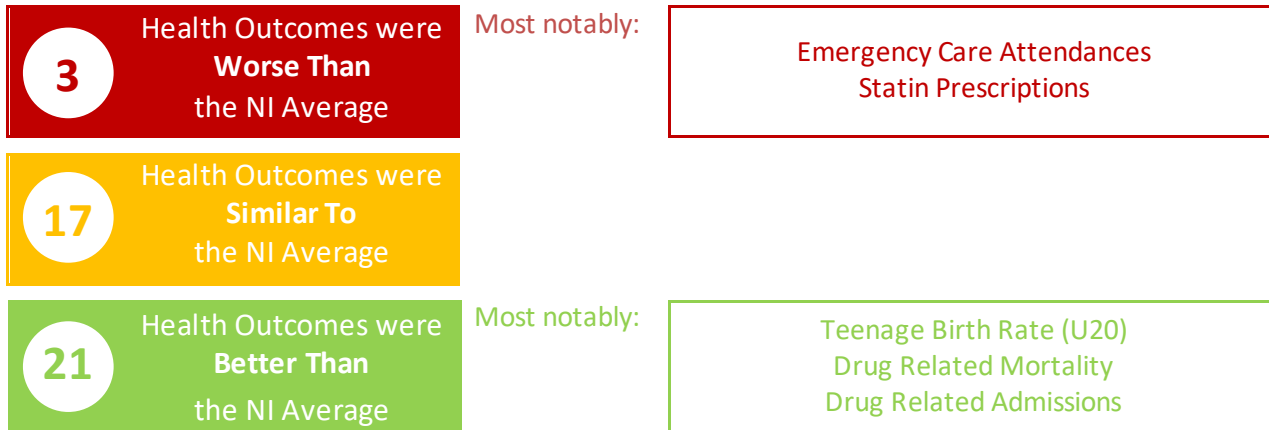 3
Health Outcomes were
Worse Than
the NI Average
Most notably:
Emergency Care Attendances
Statin Prescriptions
17
Health Outcomes were
Similar To
the NI Average
21
Health Outcomes were
Better Than
the NI Average
Most notably:
Teenage Birth Rate (U20)
Drug Related Mortality
Drug Related Admissions